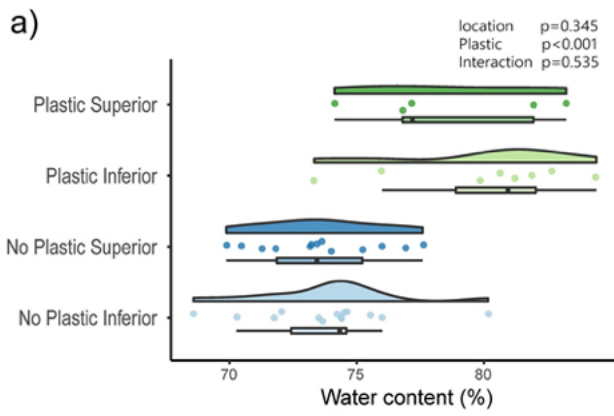 a)
location p=0.345
Plastic p<0.001
Interaction p=0.535
Plastic Superior
Plastic Inferior
No Plastic Superior
No Plastic Inferior
70 75 80
Water content (%)